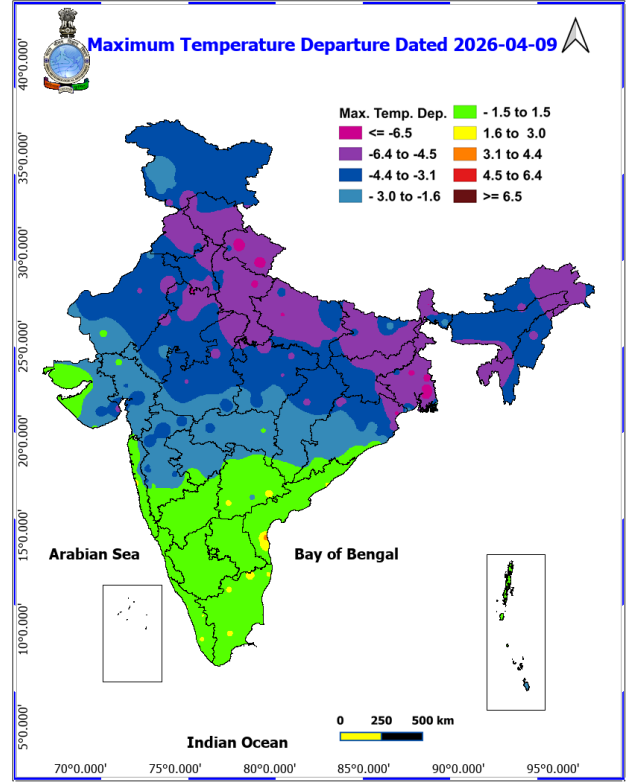 Maximum Temperature Departure Dated 2026-04-09
Max. Temp. Dep.
<= -6.5
-6.4 to -4.5
-4.4 to -3.1
- 3.0 to -1.6
- 1.5 to 1.5
1.6 to 3.0
3.1 to 4.4
4.5 to 6.4
>= 6.5
40°0.000'
35°0.000'
30°0.000'
25°0.000'
20°0.000'
15°0.000'
10°0.000'
5°0.000'
Arabian Sea
Bay of Bengal
Indian Ocean
0 250 500 km
70°0.000' 75°0.000' 80°0.000' 85°0.000' 90°0.000' 95°0.000'